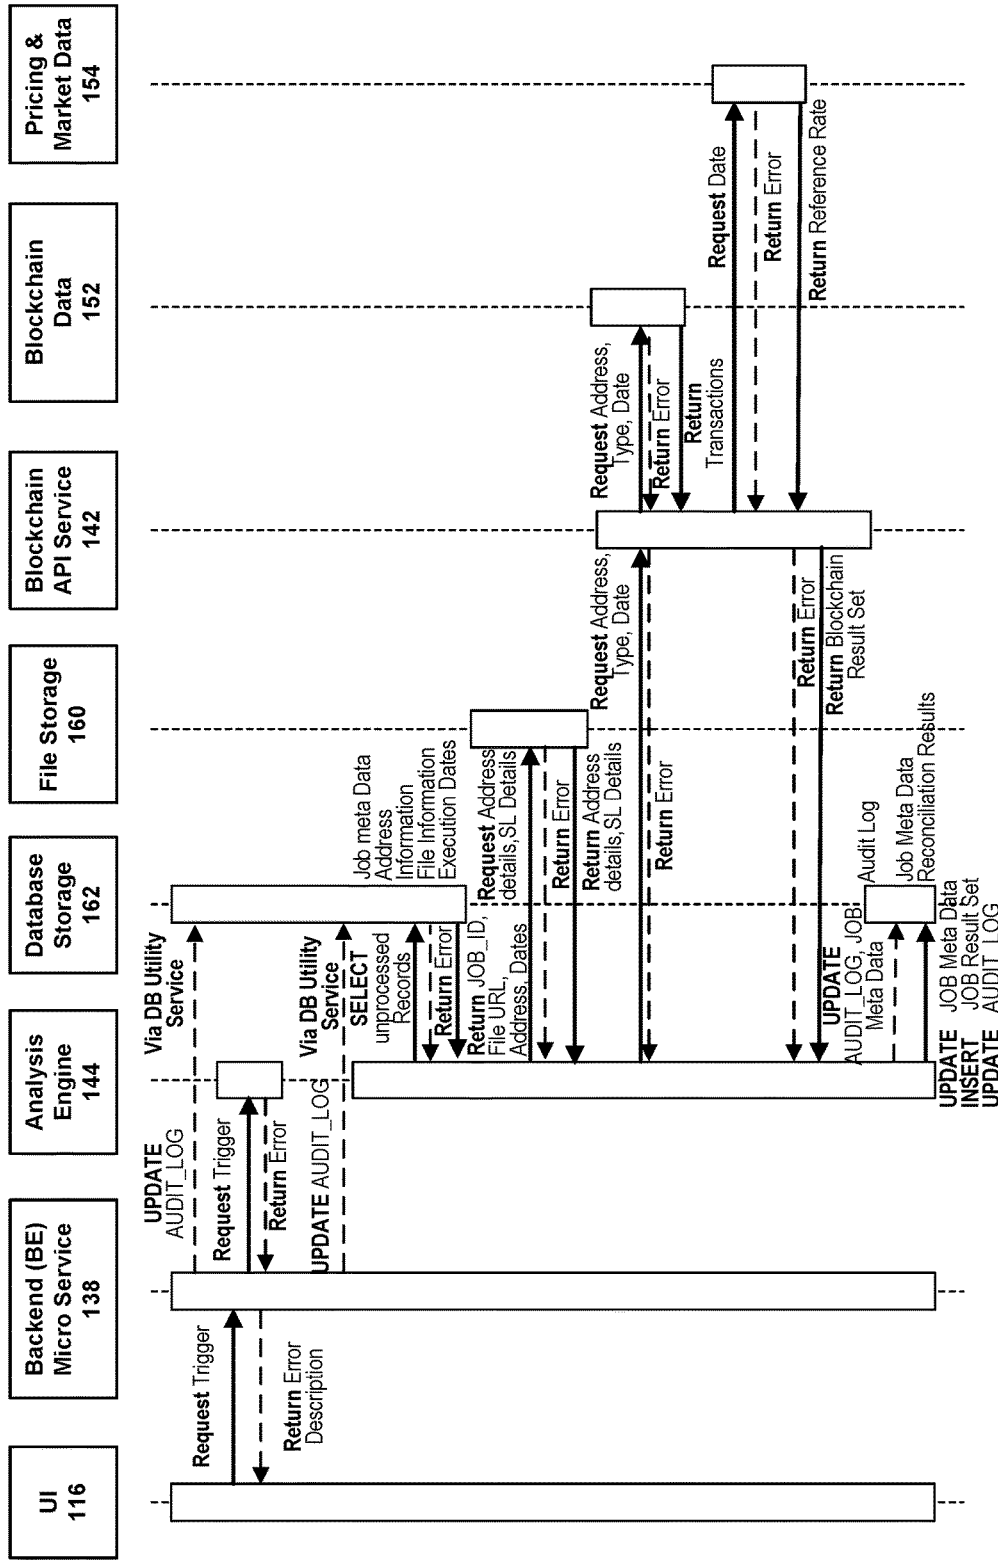 UI
116
Backend (BE)
Micro Service
138
Analysis
Engine
144
Database
Storage
162
File Storage
160
Blockchain
API Service
142
Blockchain
Data
152
Pricing &
Market Data
154
Request Trigger
Return Error
Description
UPDATE
AUDIT_LOG
Via DB Utility
Service
Request Trigger
Return Error
UPDATE AUDIT_LOG
Via DB Utility
Service
SELECT
unprocessed
Records
Return Error
Return JOB_ID,
File URL,
Address, Dates
Job meta Data
Address
Information
File Information
Execution Dates
Request Address
details,SL Details
Return Error
Return Address
details,SL Details
Request Address,
Type, Date
Return Error
Request Address,
Type, Date
Return Error
Return
Transactions
Request Date
Return Error
Return Reference Rate
Return Error
Return Blockchain
Result Set
UPDATE
AUDIT_LOG, JOB
Meta Data
Audit Log
Job Meta Data
Reconciliation Results
UPDATE JOB Meta Data
INSERT JOB Result Set
UPDATE AUDIT_LOG